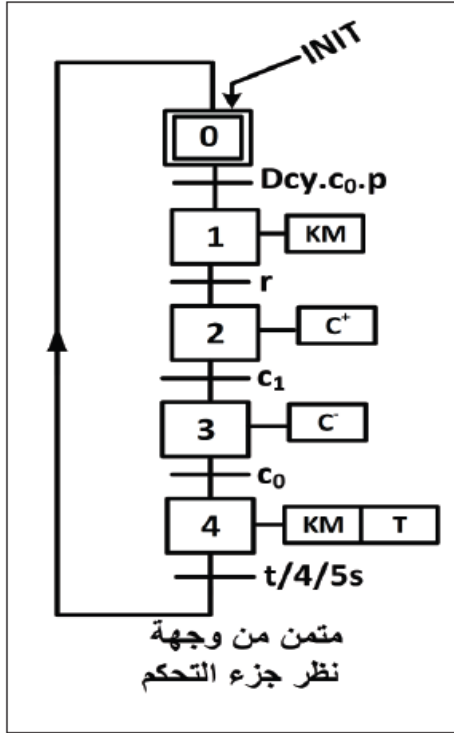 INIT
0
Dcy.c₀.p
1 KM
r
2 C⁺
c₁
3 C⁻
c₀
4 KM T
t/4/5s
متمن من وجهة
نظر جزء التحكم